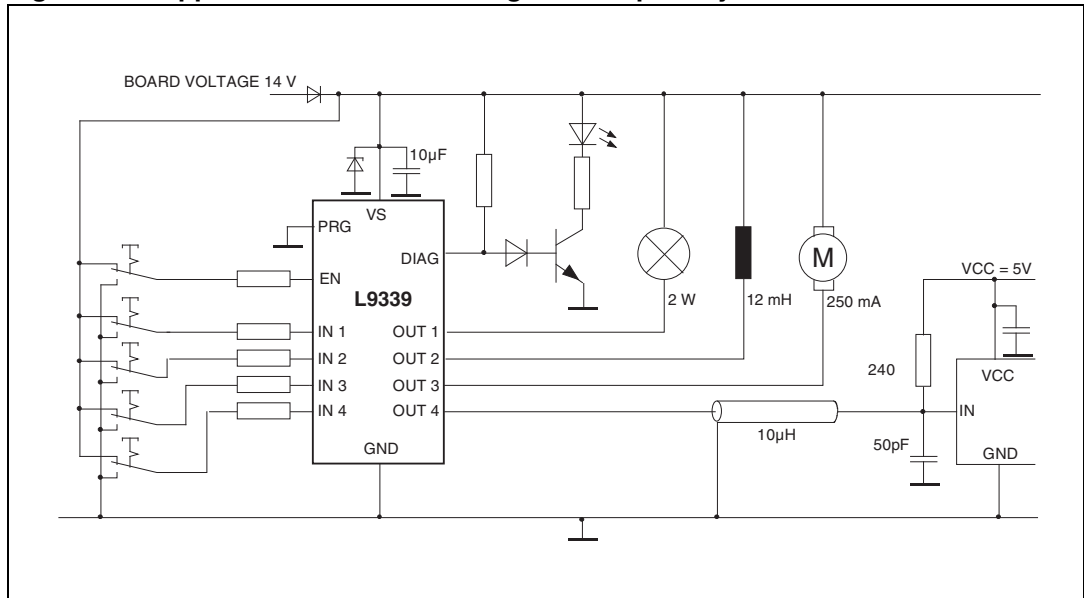 BOARD VOLTAGE 14 V
10µF
VS
PRG
DIAG
EN
L9339
M
VCC = 5V
2 W
12 mH
250 mA
IN 1
OUT 1
IN 2
OUT 2
240
VCC
IN 3
OUT 3
IN 4
OUT 4
IN
10µH
50pF
GND
GND